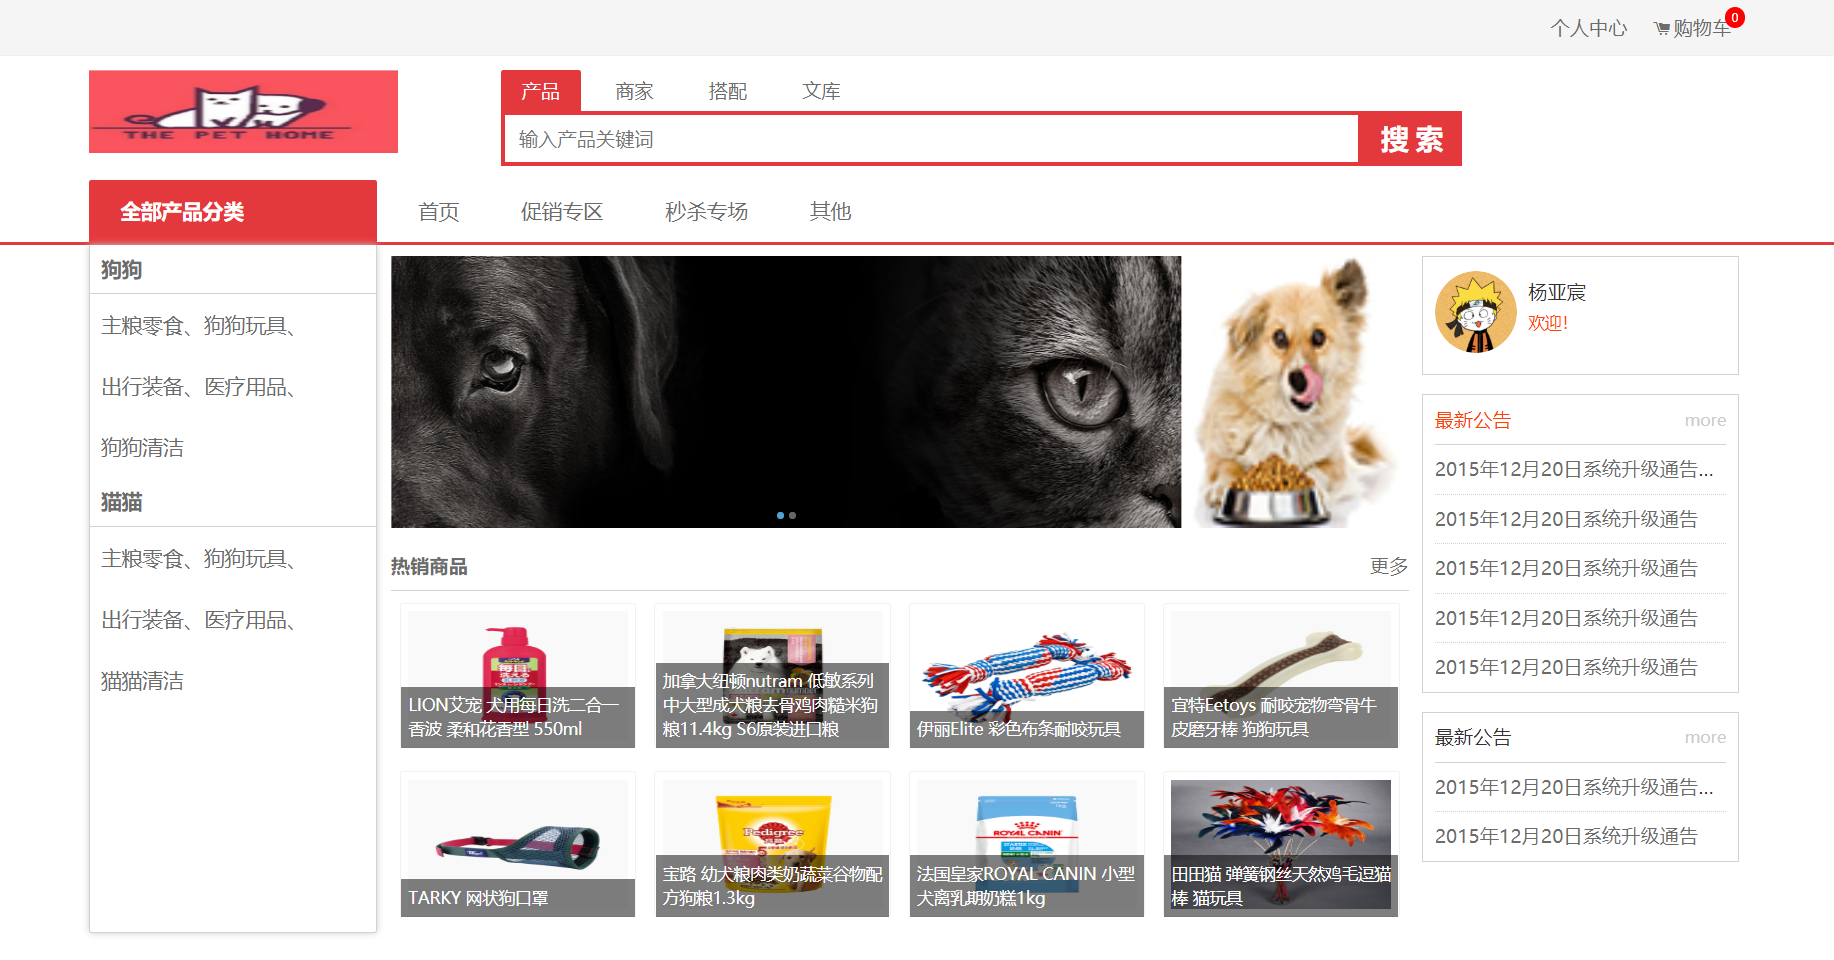 个人中心
购物车
0
THE PET HOME
产品
商家
搭配
文库
输入产品关键词
搜 索
全部产品分类
首页
促销专区
秒杀专场
其他
狗狗
主粮零食、狗狗玩具、
出行装备、医疗用品、
狗狗清洁
猫猫
主粮零食、狗狗玩具、
出行装备、医疗用品、
猫猫清洁
杨亚宸
欢迎!
最新公告
more
2015年12月20日系统升级通告...
2015年12月20日系统升级通告
2015年12月20日系统升级通告
2015年12月20日系统升级通告
2015年12月20日系统升级通告
最新公告
more
2015年12月20日系统升级通告...
2015年12月20日系统升级通告
热销商品
更多
LION艾宠 犬用每日洗二合一
香波 柔和花香型 550ml
加拿大纽顿nutram 低敏系列
中大型成犬粮去骨鸡肉糙米狗
粮11.4kg S6原装进口粮
伊丽Elite 彩色布条耐咬玩具
宜特Eetoys 耐咬宠物弯骨牛
皮磨牙棒 狗狗玩具
TARKY 网状狗口罩
Pedigree
宝路 幼犬粮肉类奶蔬菜谷物配
方狗粮1.3kg
ROYAL CANIN
法国皇家ROYAL CANIN 小型
犬离乳期奶糕1kg
田田猫 弹簧钢丝天然鸡毛逗猫
棒 猫玩具